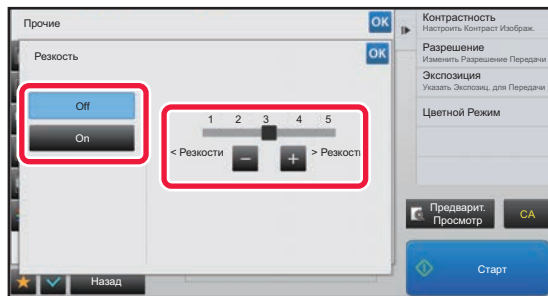 Прочие
OK
Резкость
OK
Off
On
1 2 3 4 5
< Резкости
−
+
> Резкости
Назад
Контрастность
Настроить Контраст Изображ.
Разрешение
Изменить Разрешение Передачи
Экспозиция
Указать Экспозиц. для Передачи
Цветной Режим
Предварит.
Просмотр
CA
Старт